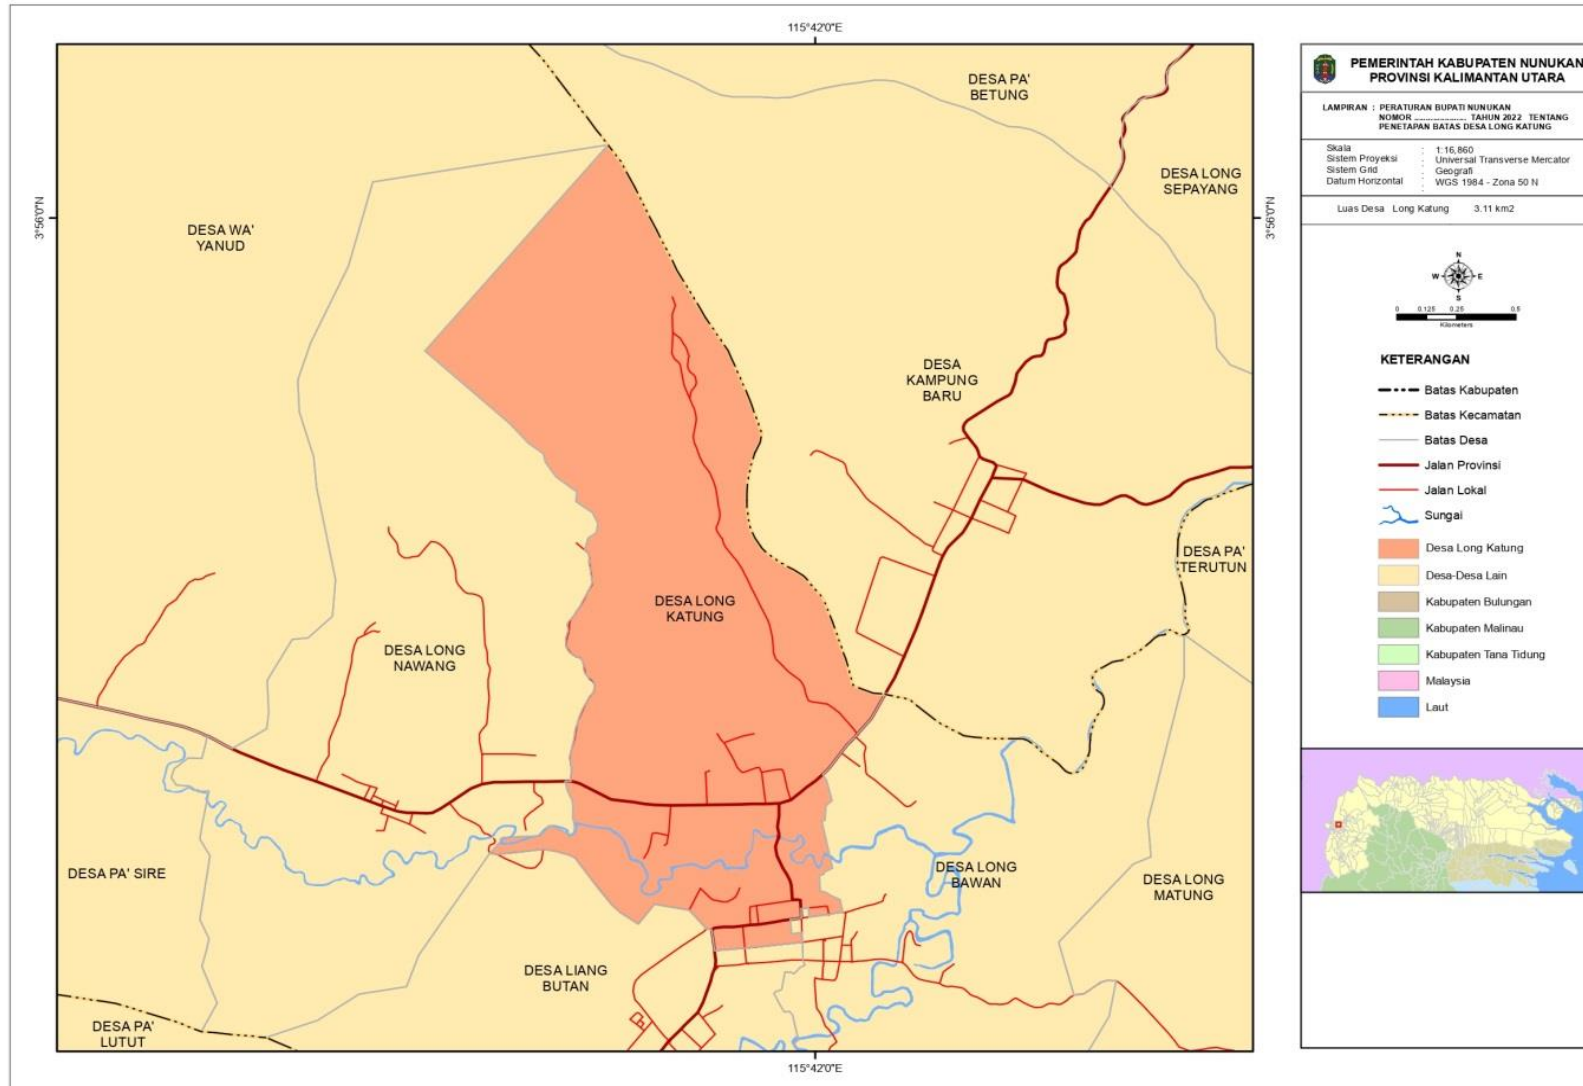 115°42'0"E
3°56'0"N
3°56'0"N
DESA PA'
BETUNG
DESA LONG
SEPAYANG
DESA WA'
YANUD
DESA
KAMPUNG
BARU
DESA PA'
TERUTUN
DESA LONG
KATUNG
DESA LONG
NAWANG
DESA PA' SIRE
DESA LONG
BAWAN
DESA LONG
MATUNG
DESA LIANG
BUTAN
DESA PA'
LUTUT
115°42'0"E
PEMERINTAH KABUPATEN NUNUKAN
PROVINSI KALIMANTAN UTARA
LAMPIRAN : PERATURAN BUPATI NUNUKAN
NOMOR ...................... TAHUN 2022 TENTANG
PENETAPAN BATAS DESA LONG KATUNG
Skala : 1:16,860
Sistem Proyeksi : Universal Transverse Mercator
Sistem Grid : Geografi
Datum Horizontal : WGS 1984 - Zona 50 N
Luas Desa Long Katung 3.11 km2
N
W E
S
0 0.125 0.25 0.5
Kilometers
KETERANGAN
Batas Kabupaten
Batas Kecamatan
Batas Desa
Jalan Provinsi
Jalan Lokal
Sungai
Desa Long Katung
Desa-Desa Lain
Kabupaten Bulungan
Kabupaten Malinau
Kabupaten Tana Tidung
Malaysia
Laut